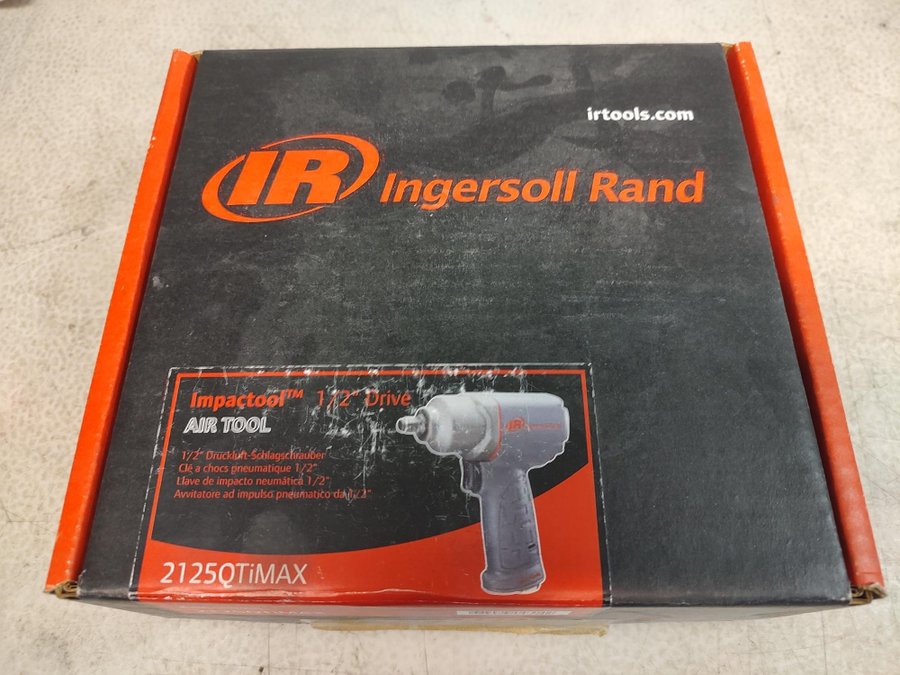 irtools.com
IR Ingersoll Rand
Impactool™ 1/2" Drive
AIR TOOL
1/2" Druckluft-Schlagschrauber
Clé a chocs pneumatique 1/2"
Llave de impacto neumática 1/2"
Avvitatore ad impulso pneumatico da 1/2"
IR
2125QTiMAX